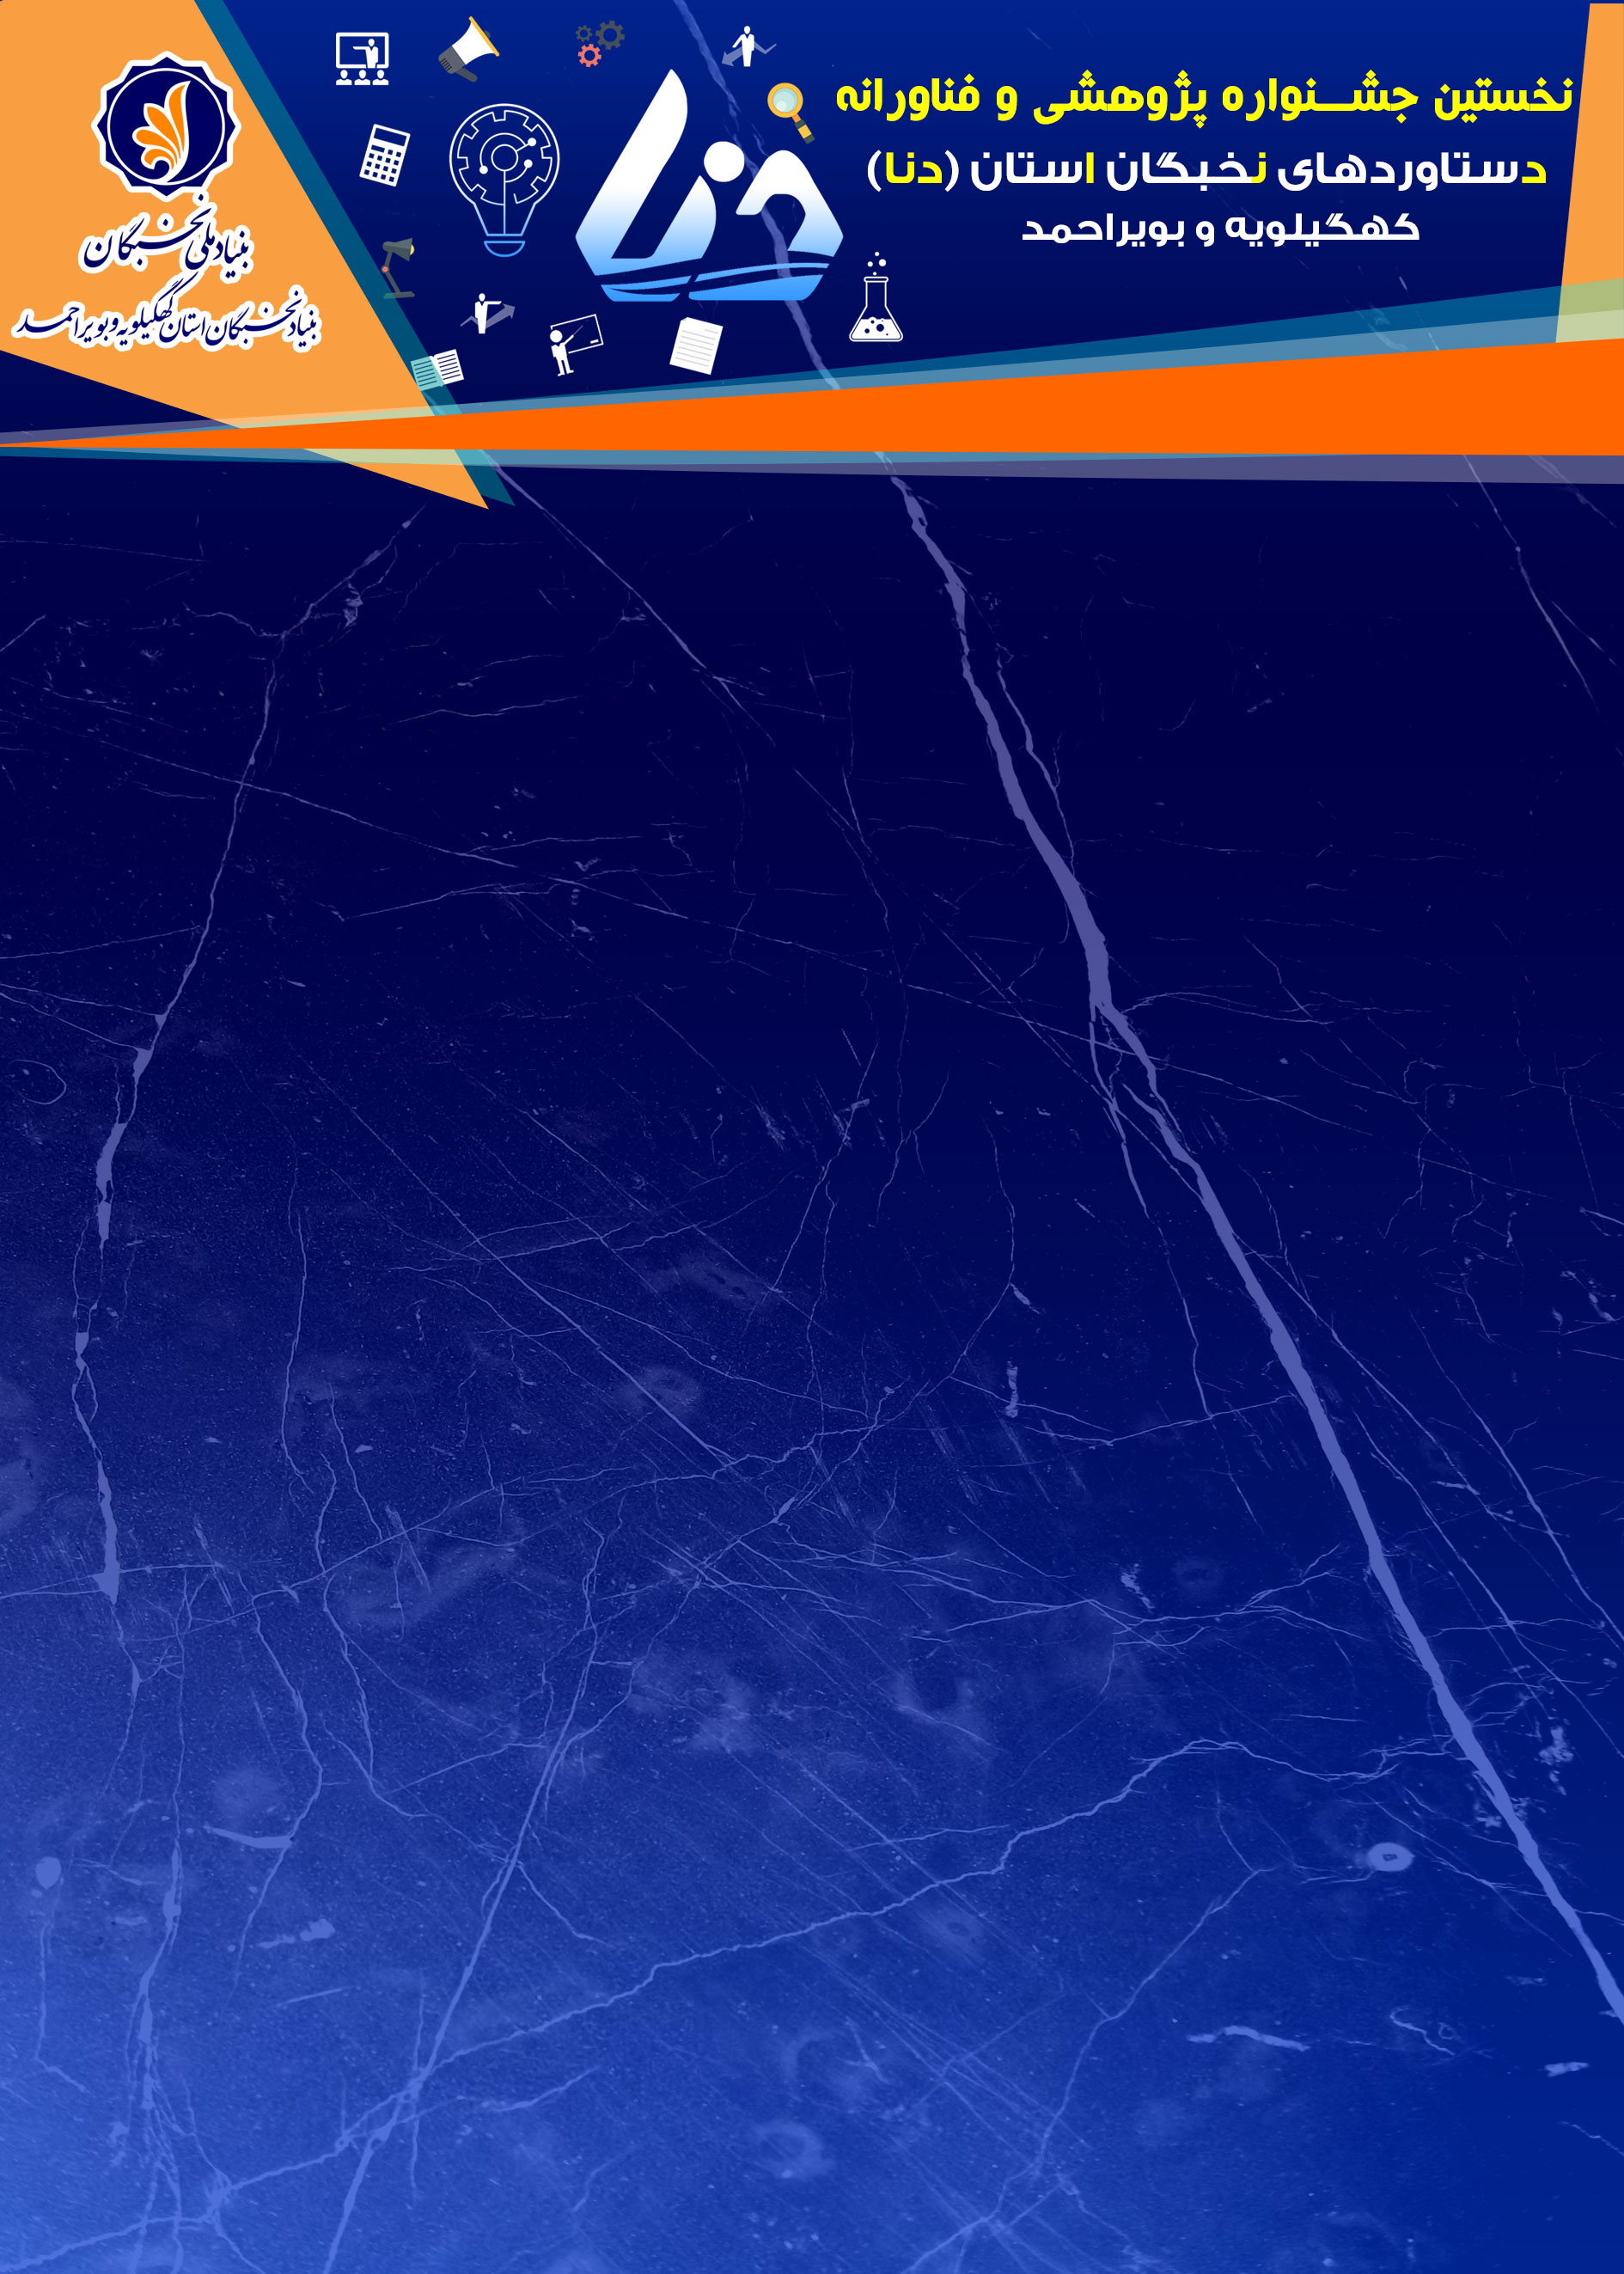 نخستین جشنواره پژوهشی و فناورانه
دستاوردهای نخبگان استان (دنا)
کهگیلویه و بویراحمد
دنا
بنیاد ملی نخبگان
بنیاد نخبگان استان کهگیلویه و بویراحمد